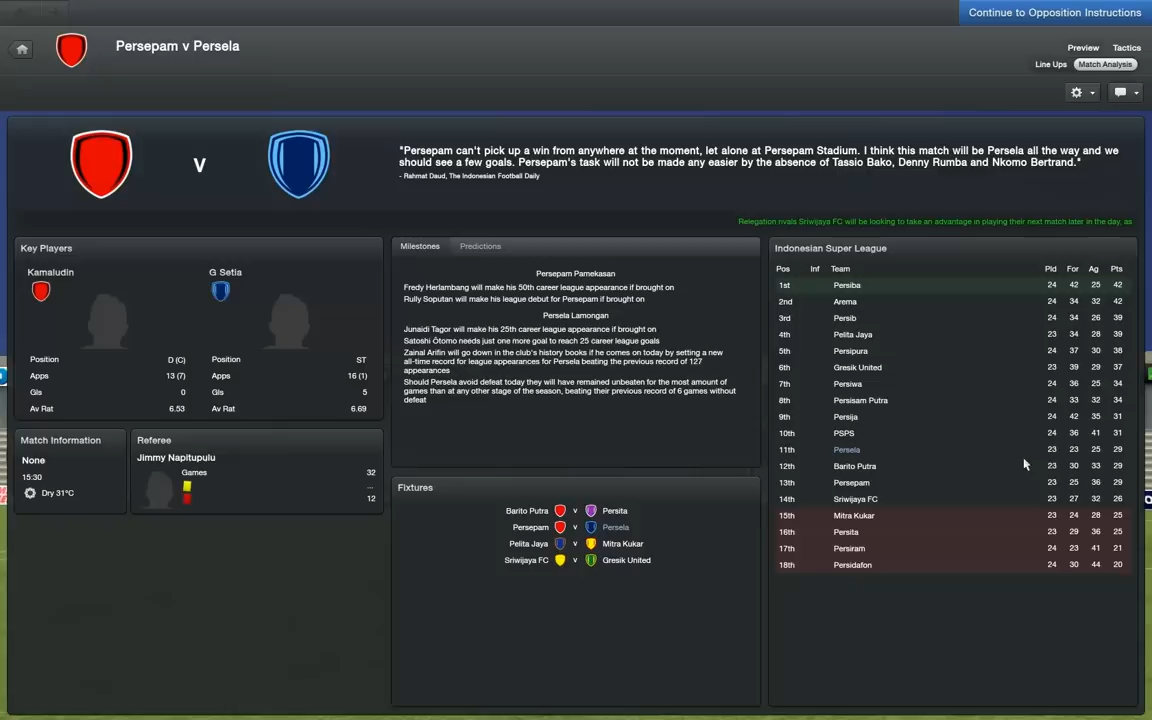 Continue to Opposition Instructions
Persepam v Persela
Preview Tactics
Line Ups Match Analysis
V
"Persepam can't pick up a win from anywhere at the moment, let alone at Persepam Stadium. I think this match will be Persela all the way and we
should see a few goals. Persepam's task will not be made any easier by the absence of Tassio Bako, Denny Rumba and Nkomo Bertrand."
- Rahmat Daud, The Indonesian Football Daily
Relegation rivals Sriwijaya FC will be looking to take an advantage in playing their next match later in the day, as
Key Players
Kamaludin G Setia
Position D (C) Position ST
Apps 13 (7) Apps 16 (1)
Gls 0 Gls 5
Av Rat 6.53 Av Rat 6.69
Match Information
None
15:30
Dry 31°C
Referee
Jimmy Napitupulu
Games 32
...
12
Milestones Predictions
Persepam Pamekasan
Fredy Herlambang will make his 50th career league appearance if brought on
Rully Soputan will make his league debut for Persepam if brought on
Persela Lamongan
Junaidi Tagor will make his 25th career league appearance if brought on
Satoshi Ōtomo needs just one more goal to reach 25 career league goals
Zainal Arifin will go down in the club's history books if he comes on today by setting a new
all-time record for league appearances for Persela beating the previous record of 127
appearances
Should Persela avoid defeat today they will have remained unbeaten for the most amount of
games than at any other stage of the season, beating their previous record of 6 games without
defeat
Fixtures
Barito Putra v Persita
Persepam v Persela
Pelita Jaya v Mitra Kukar
Sriwijaya FC v Gresik United
Indonesian Super League
Pos Inf Team Pld For Ag Pts
1st Persiba 24 42 25 42
2nd Arema 24 34 32 42
3rd Persib 24 34 26 39
4th Pelita Jaya 23 34 28 39
5th Persipura 24 37 30 38
6th Gresik United 23 39 29 37
7th Persiwa 24 36 25 34
8th Persisam Putra 24 33 32 34
9th Persija 24 42 35 31
10th PSPS 24 36 41 31
11th Persela 23 23 25 29
12th Barito Putra 23 30 33 29
13th Persepam 23 25 36 29
14th Sriwijaya FC 23 27 32 26
15th Mitra Kukar 23 24 28 25
16th Persita 23 29 36 25
17th Persiram 24 23 41 21
18th Persidafon 24 30 44 20